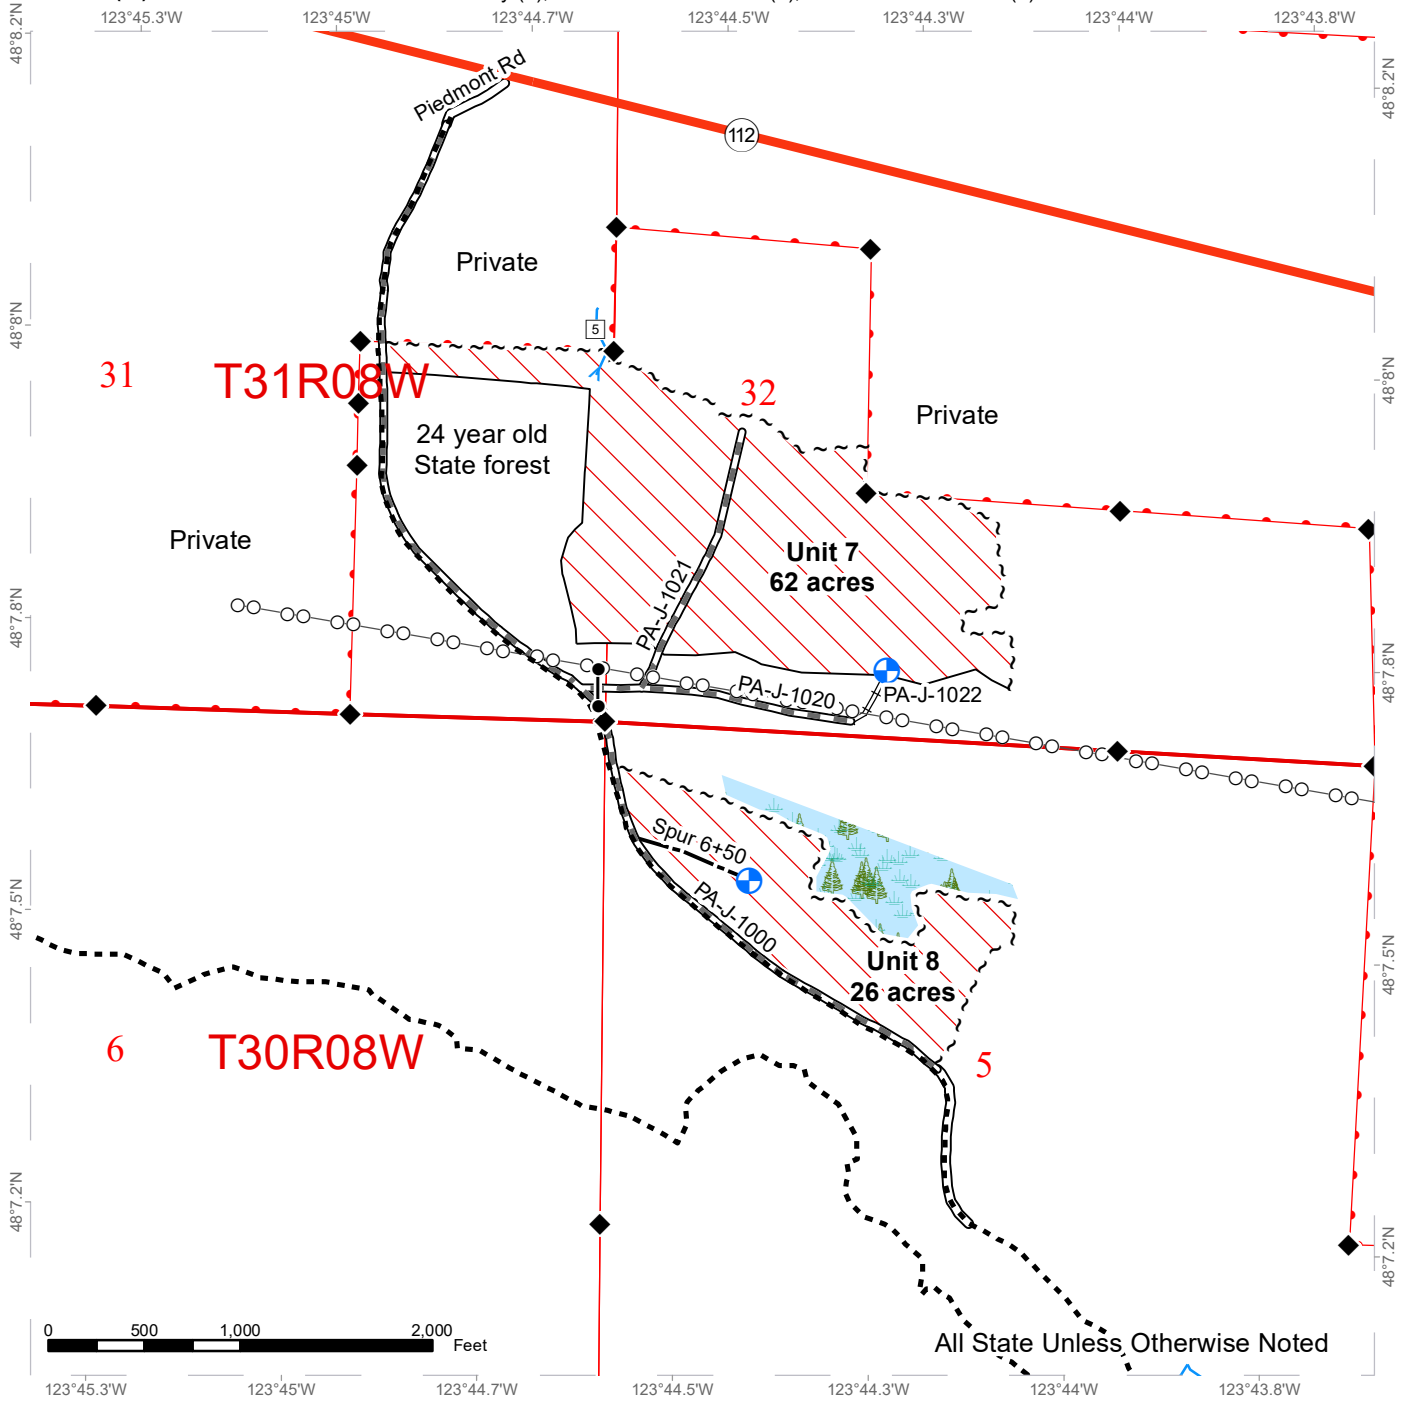 123°45.3'W 123°45'W 123°44.7'W 123°44.5'W 123°44.3'W 123°44'W 123°43.8'W
48°8.2'N
48°8.2'N
Piedmont Rd
112
Private
5
48°8'N
48°8'N
31
T31R08W
32
Private
24 year old
State forest
Private
Unit 7
62 acres
PA-J-1021
48°7.8'N
48°7.8'N
PA-J-1020
PA-J-1022
Spur 6+50
PA-J-1000
48°7.5'N
48°7.5'N
Unit 8
26 acres
6
T30R08W
5
48°7.2'N
48°7.2'N
0 500 1,000 2,000
Feet
All State Unless Otherwise Noted
123°45.3'W 123°45'W 123°44.7'W 123°44.5'W 123°44.3'W 123°44'W 123°43.8'W